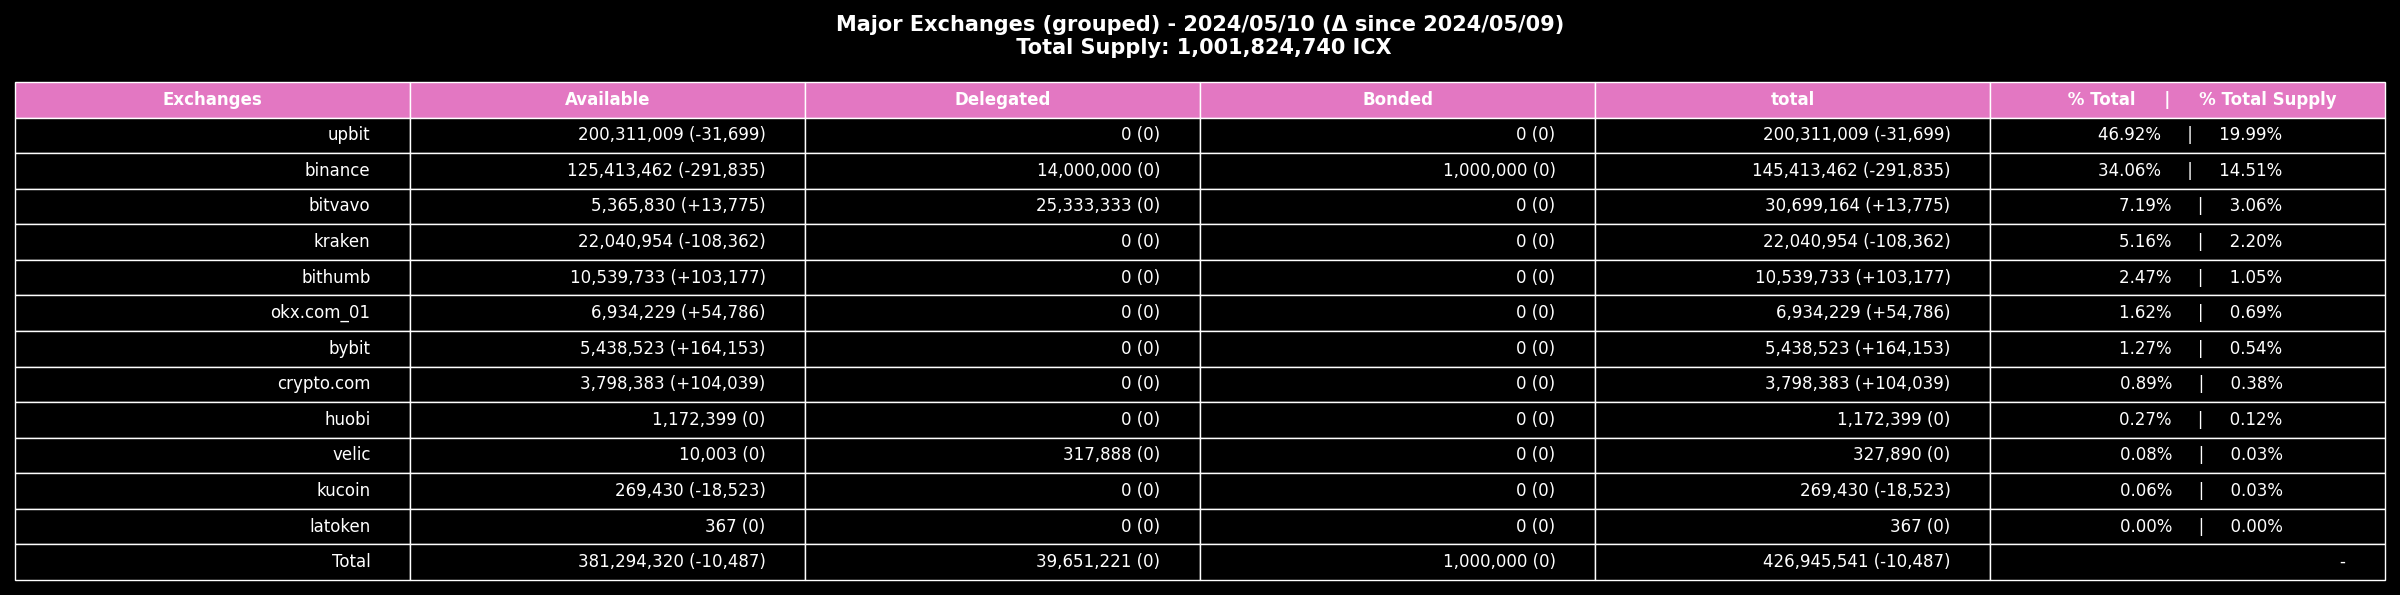 Major Exchanges (grouped) - 2024/05/10 (Δ since 2024/05/09)
Total Supply: 1,001,824,740 ICX
Exchanges Available Delegated Bonded total % Total | % Total Supply
upbit 200,311,009 (-31,699) 0 (0) 0 (0) 200,311,009 (-31,699) 46.92% | 19.99%
binance 125,413,462 (-291,835) 14,000,000 (0) 1,000,000 (0) 145,413,462 (-291,835) 34.06% | 14.51%
bitvavo 5,365,830 (+13,775) 25,333,333 (0) 0 (0) 30,699,164 (+13,775) 7.19% | 3.06%
kraken 22,040,954 (-108,362) 0 (0) 0 (0) 22,040,954 (-108,362) 5.16% | 2.20%
bithumb 10,539,733 (+103,177) 0 (0) 0 (0) 10,539,733 (+103,177) 2.47% | 1.05%
okx.com_01 6,934,229 (+54,786) 0 (0) 0 (0) 6,934,229 (+54,786) 1.62% | 0.69%
bybit 5,438,523 (+164,153) 0 (0) 0 (0) 5,438,523 (+164,153) 1.27% | 0.54%
crypto.com 3,798,383 (+104,039) 0 (0) 0 (0) 3,798,383 (+104,039) 0.89% | 0.38%
huobi 1,172,399 (0) 0 (0) 0 (0) 1,172,399 (0) 0.27% | 0.12%
velic 10,003 (0) 317,888 (0) 0 (0) 327,890 (0) 0.08% | 0.03%
kucoin 269,430 (-18,523) 0 (0) 0 (0) 269,430 (-18,523) 0.06% | 0.03%
latoken 367 (0) 0 (0) 0 (0) 367 (0) 0.00% | 0.00%
Total 381,294,320 (-10,487) 39,651,221 (0) 1,000,000 (0) 426,945,541 (-10,487) -